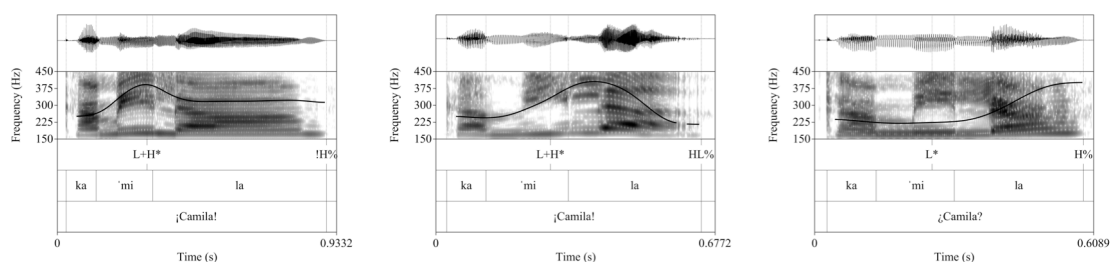 450
375
300
225
150
Frequency (Hz)
L+H* !H%
ka ˈmi la
¡Camila!
0 0.9332
Time (s)
450
375
300
225
150
Frequency (Hz)
L+H* HL%
ka ˈmi la
¡Camila!
0 0.6772
Time (s)
450
375
300
225
150
Frequency (Hz)
L* H%
ka ˈmi la
¿Camila?
0 0.6089
Time (s)